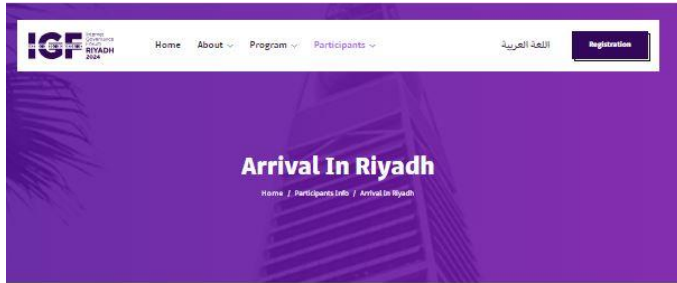 IGF
Internet
Governance
Forum
RIYADH
2024
Home About Program Participants اللغة العربية Registration
Arrival In Riyadh
Home / Participants Info / Arrival In Riyadh